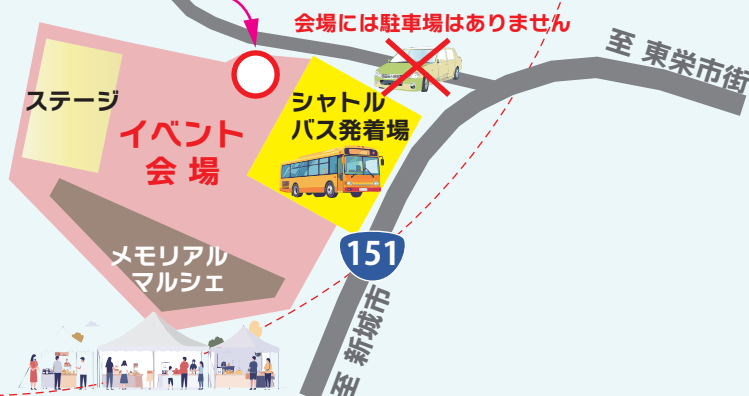 会場には駐車場はありません
至 東栄市街
ステージ
シャトル
バス発着場
イベント
会 場
151
メモリアル
マルシェ
至 新城市